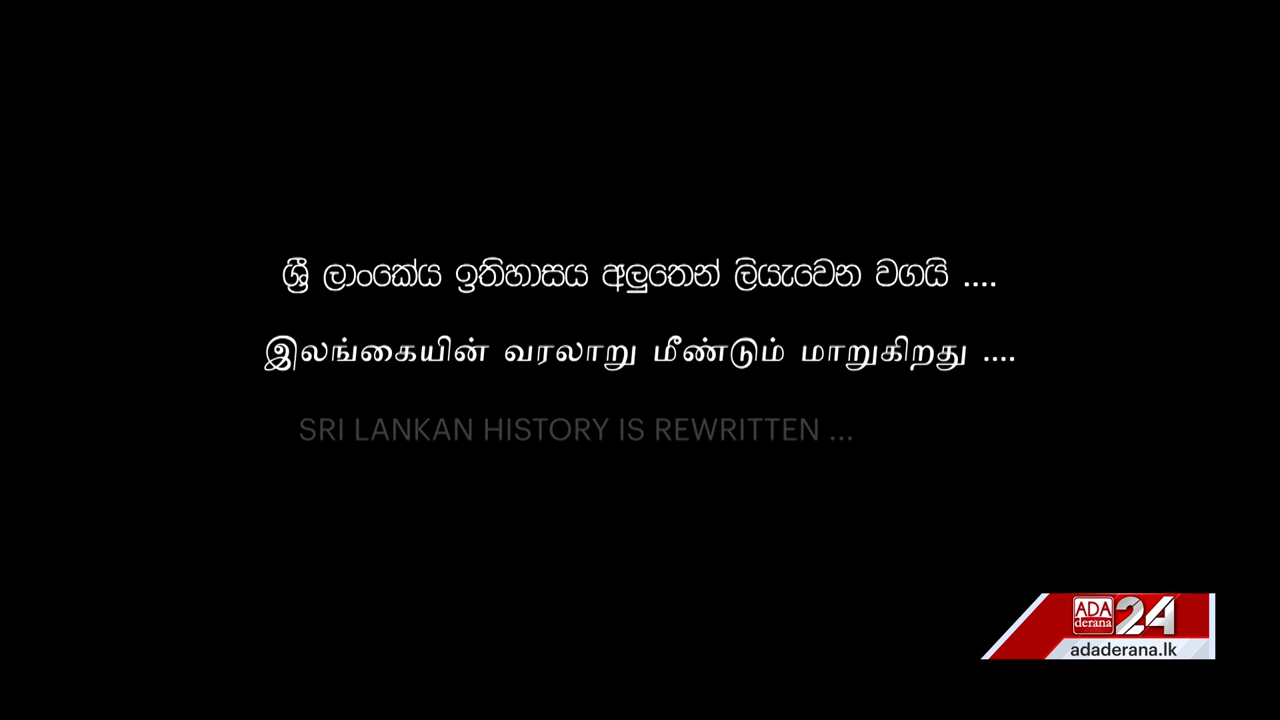 ශ්‍රී ලාංකේය ඉතිහාසය අලුතෙන් ලියැවෙන වගයි ....
இலங்கையின் வரலாறு மீண்டும் மாறுகிறது ....
SRI LANKAN HISTORY IS REWRITTEN ...
ADA derana 24
adaderana.lk